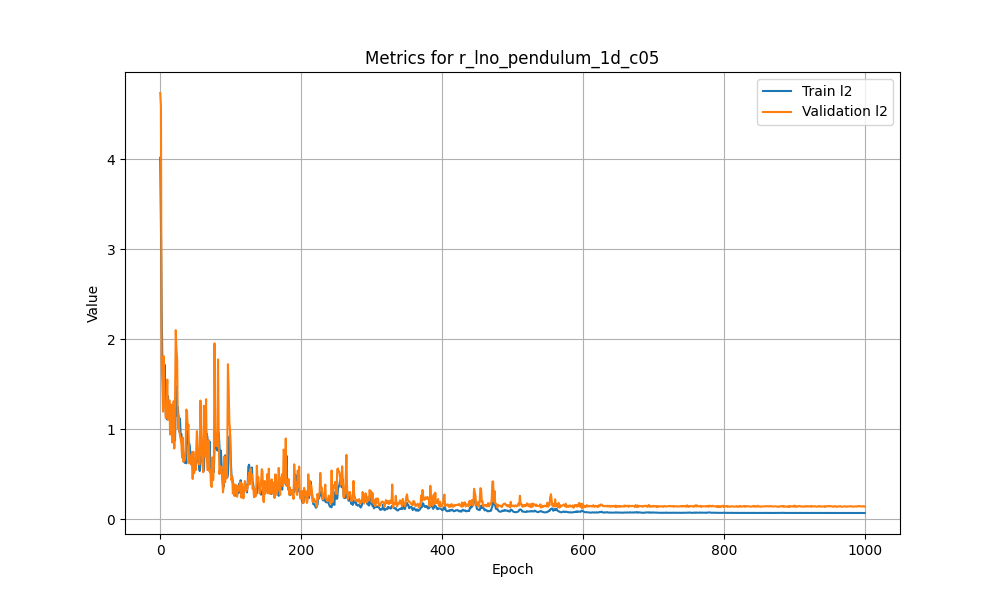 Metrics for r_lno_pendulum_1d_c05
Train l2
Validation l2
4
3
2
1
0
Value
0 200 400 600 800 1000
Epoch